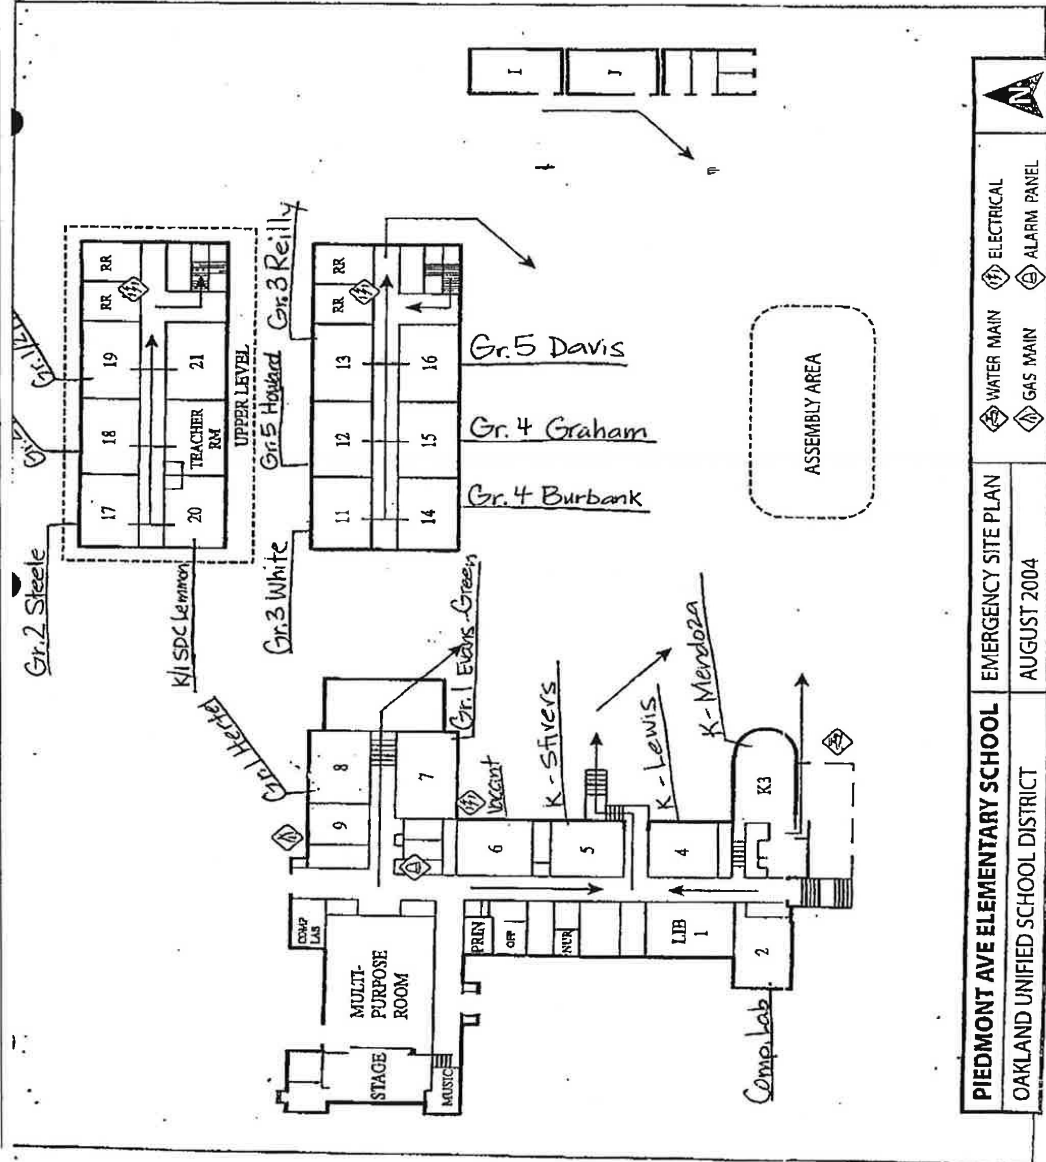 I
J
Gr. 2 Steele
K/1 SDC Lemmon
17
18
19
RR
RR
20
TEACHER
RM
21
UPPER LEVEL
Gr. 3 White
Gr. 5 Howard
Gr. 3 Reilly
11
12
13
RR
RR
14
15
16
Gr. 4 Burbank
Gr. 4 Graham
Gr. 5 Davis
ASSEMBLY AREA
Gr. 1 Hertel
Gr. 1 Evans-Green
8
9
7
vacant
K - Stivers
K - Lewis
K - Mendoza
6
5
4
K3
COMP
LAB
MULTI-
PURPOSE
ROOM
STAGE
MUSIC
PRIN
OFF
NUR
LIB
1
2
Comp. Lab
PIEDMONT AVE ELEMENTARY SCHOOL
EMERGENCY SITE PLAN
OAKLAND UNIFIED SCHOOL DISTRICT
AUGUST 2004
WATER MAIN
ELECTRICAL
GAS MAIN
ALARM PANEL
N